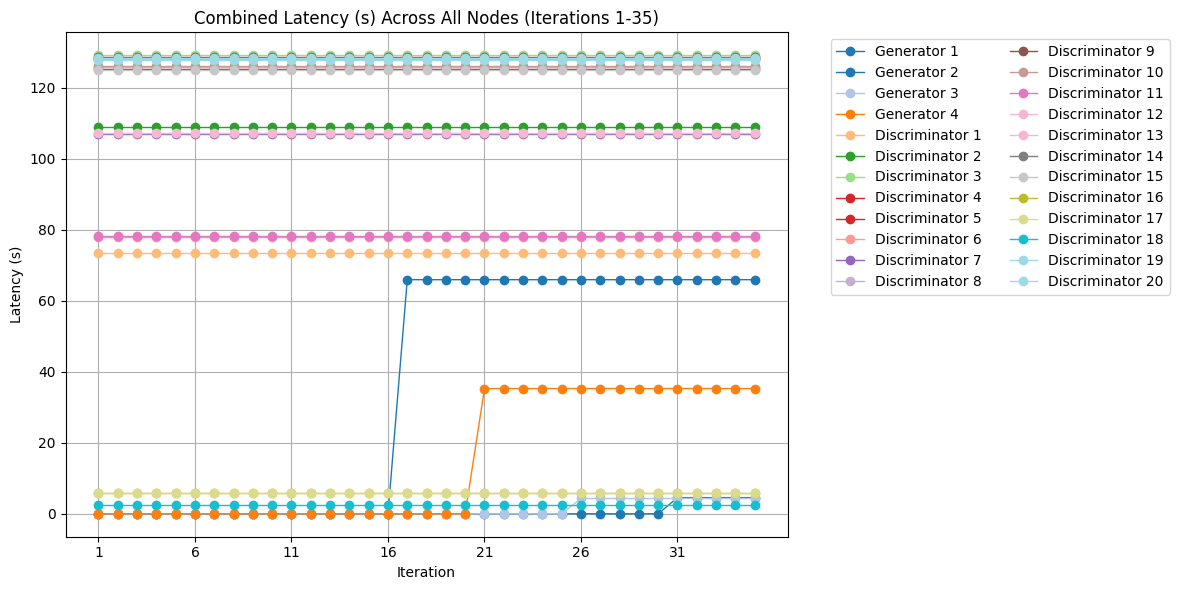 Combined Latency (s) Across All Nodes (Iterations 1-35)
Latency (s)
120
100
80
60
40
20
0
1 6 11 16 21 26 31
Iteration
Generator 1
Generator 2
Generator 3
Generator 4
Discriminator 1
Discriminator 2
Discriminator 3
Discriminator 4
Discriminator 5
Discriminator 6
Discriminator 7
Discriminator 8
Discriminator 9
Discriminator 10
Discriminator 11
Discriminator 12
Discriminator 13
Discriminator 14
Discriminator 15
Discriminator 16
Discriminator 17
Discriminator 18
Discriminator 19
Discriminator 20